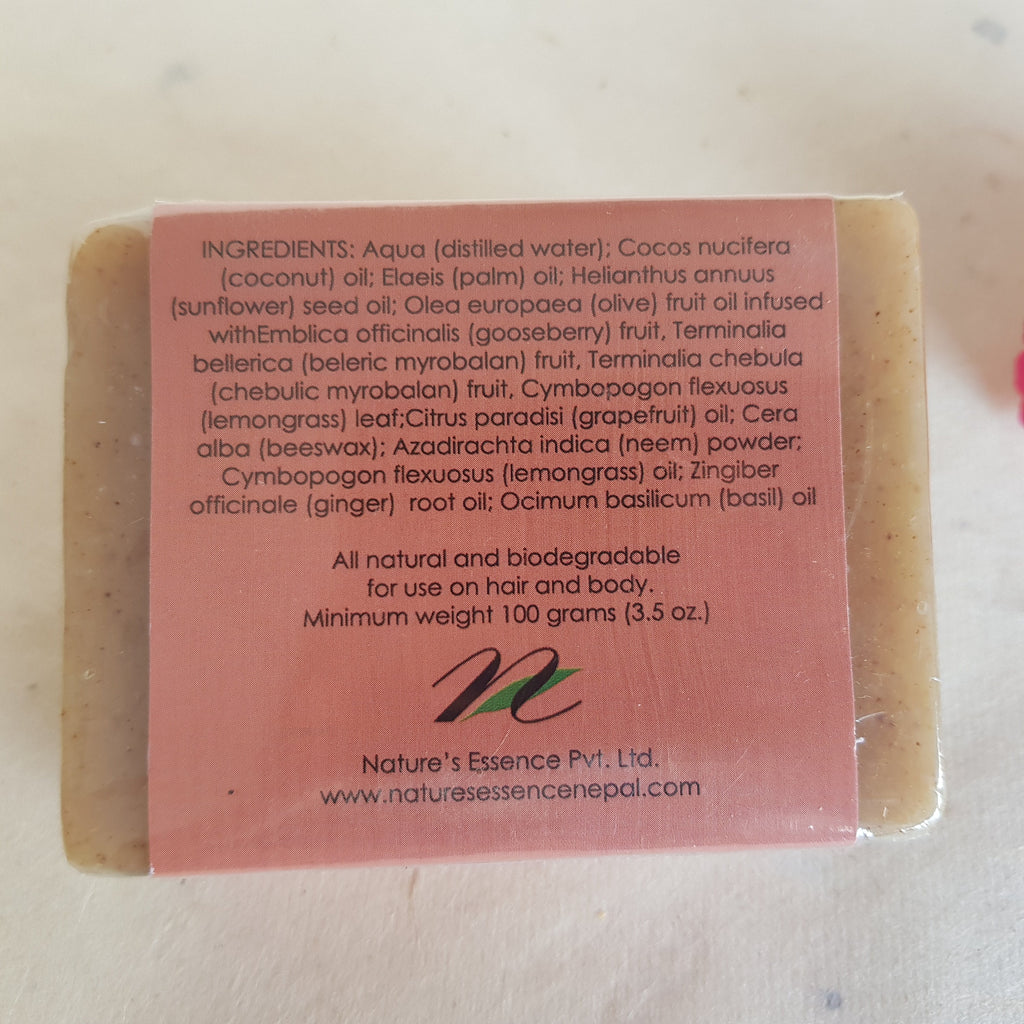 INGREDIENTS: Aqua (distilled water); Cocos nucifera
(coconut) oil; Elaeis (palm) oil; Helianthus annuus
(sunflower) seed oil; Olea europaea (olive) fruit oil infused
withEmblica officinalis (gooseberry) fruit, Terminalia
bellerica (beleric myrobalan) fruit, Terminalia chebula
(chebulic myrobalan) fruit, Cymbopogon flexuosus
(lemongrass) leaf;Citrus paradisi (grapefruit) oil; Cera
alba (beeswax); Azadirachta indica (neem) powder;
Cymbopogon flexuosus (lemongrass) oil; Zingiber
officinale (ginger) root oil; Ocimum basilicum (basil) oil
All natural and biodegradable
for use on hair and body.
Minimum weight 100 grams (3.5 oz.)
n
Nature's Essence Pvt. Ltd.
www.naturesessencenepal.com